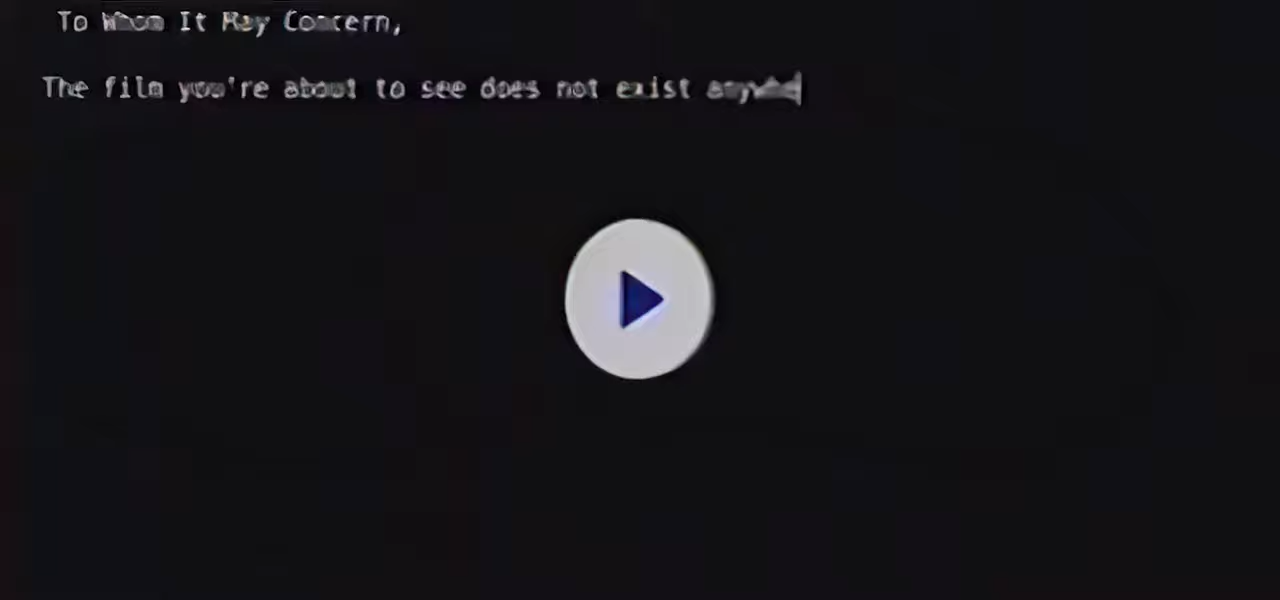 To Whom It May Concern,
The film you're about to see does not exist